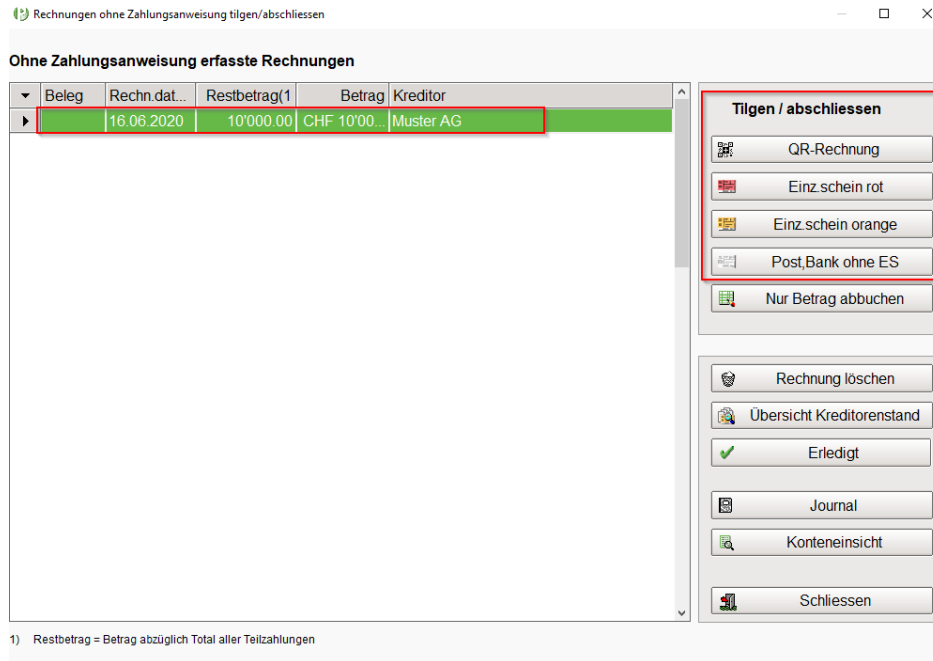 Rechnungen ohne Zahlungsanweisung tilgen/abschliessen
Ohne Zahlungsanweisung erfasste Rechnungen
Beleg Rechn.dat... Restbetrag(1 Betrag Kreditor
16.06.2020 10'000.00 CHF 10'00... Muster AG
Tilgen / abschliessen
QR-Rechnung
Einz.schein rot
Einz.schein orange
Post,Bank ohne ES
Nur Betrag abbuchen
Rechnung löschen
Übersicht Kreditorenstand
Erledigt
Journal
Konteneinsicht
Schliessen
1) Restbetrag = Betrag abzüglich Total aller Teilzahlungen